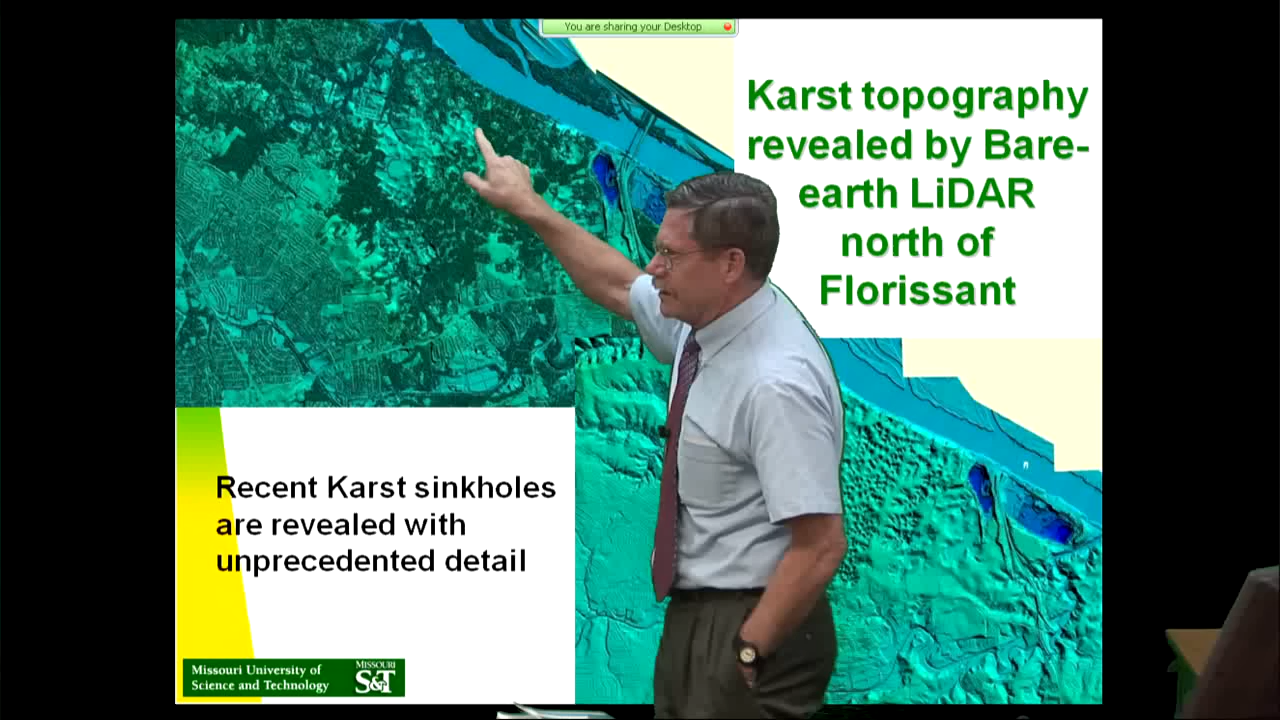 You are sharing your Desktop
Karst topography
revealed by Bare-
earth LiDAR
north of
Florissant
Recent Karst sinkholes
are revealed with
unprecedented detail
Missouri University of
Science and Technology
MISSOURI
S&T